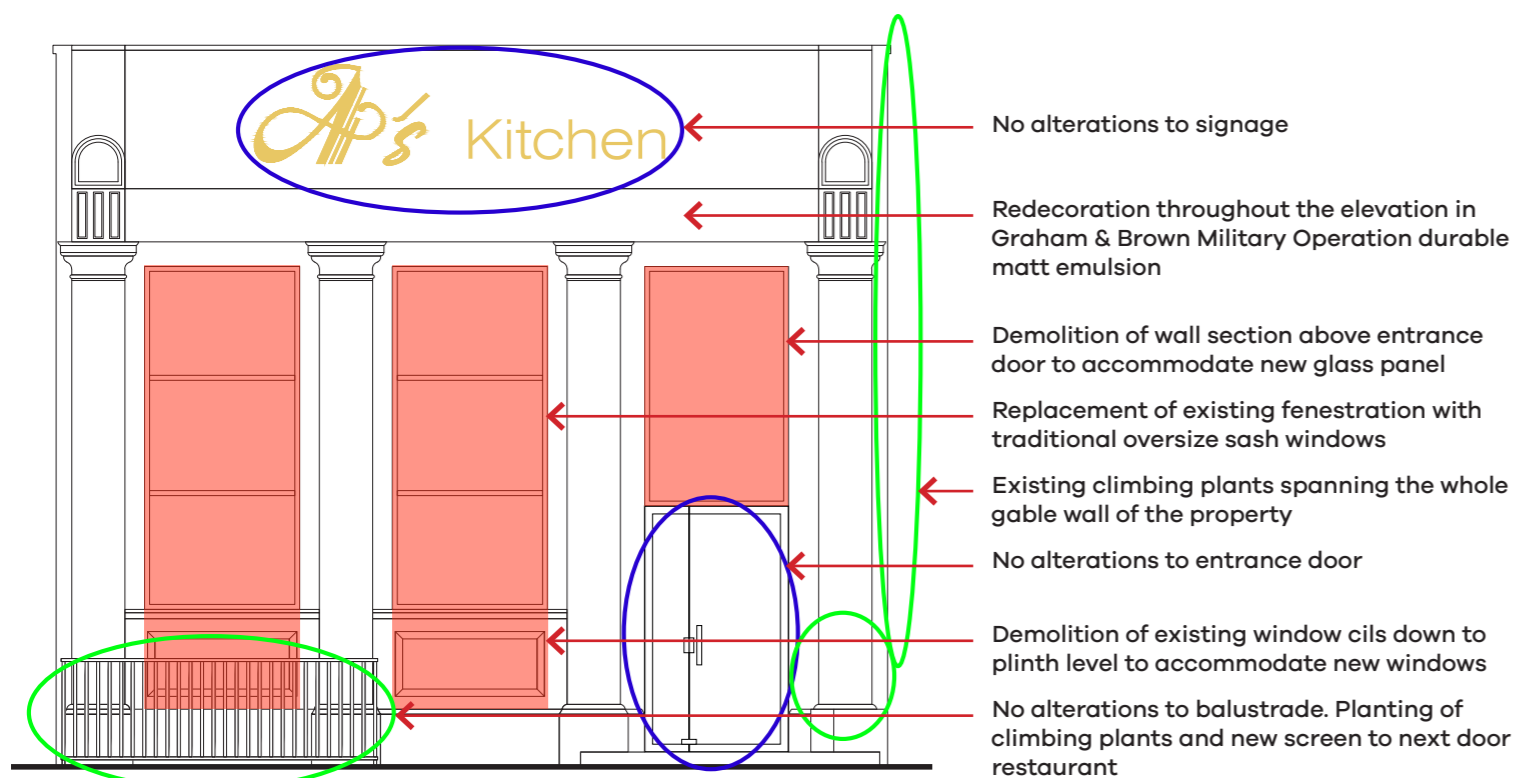 AP's Kitchen
No alterations to signage
Redecoration throughout the elevation in
Graham & Brown Military Operation durable
matt emulsion
Demolition of wall section above entrance
door to accommodate new glass panel
Replacement of existing fenestration with
traditional oversize sash windows
Existing climbing plants spanning the whole
gable wall of the property
No alterations to entrance door
Demolition of existing window cils down to
plinth level to accommodate new windows
No alterations to balustrade. Planting of
climbing plants and new screen to next door
restaurant